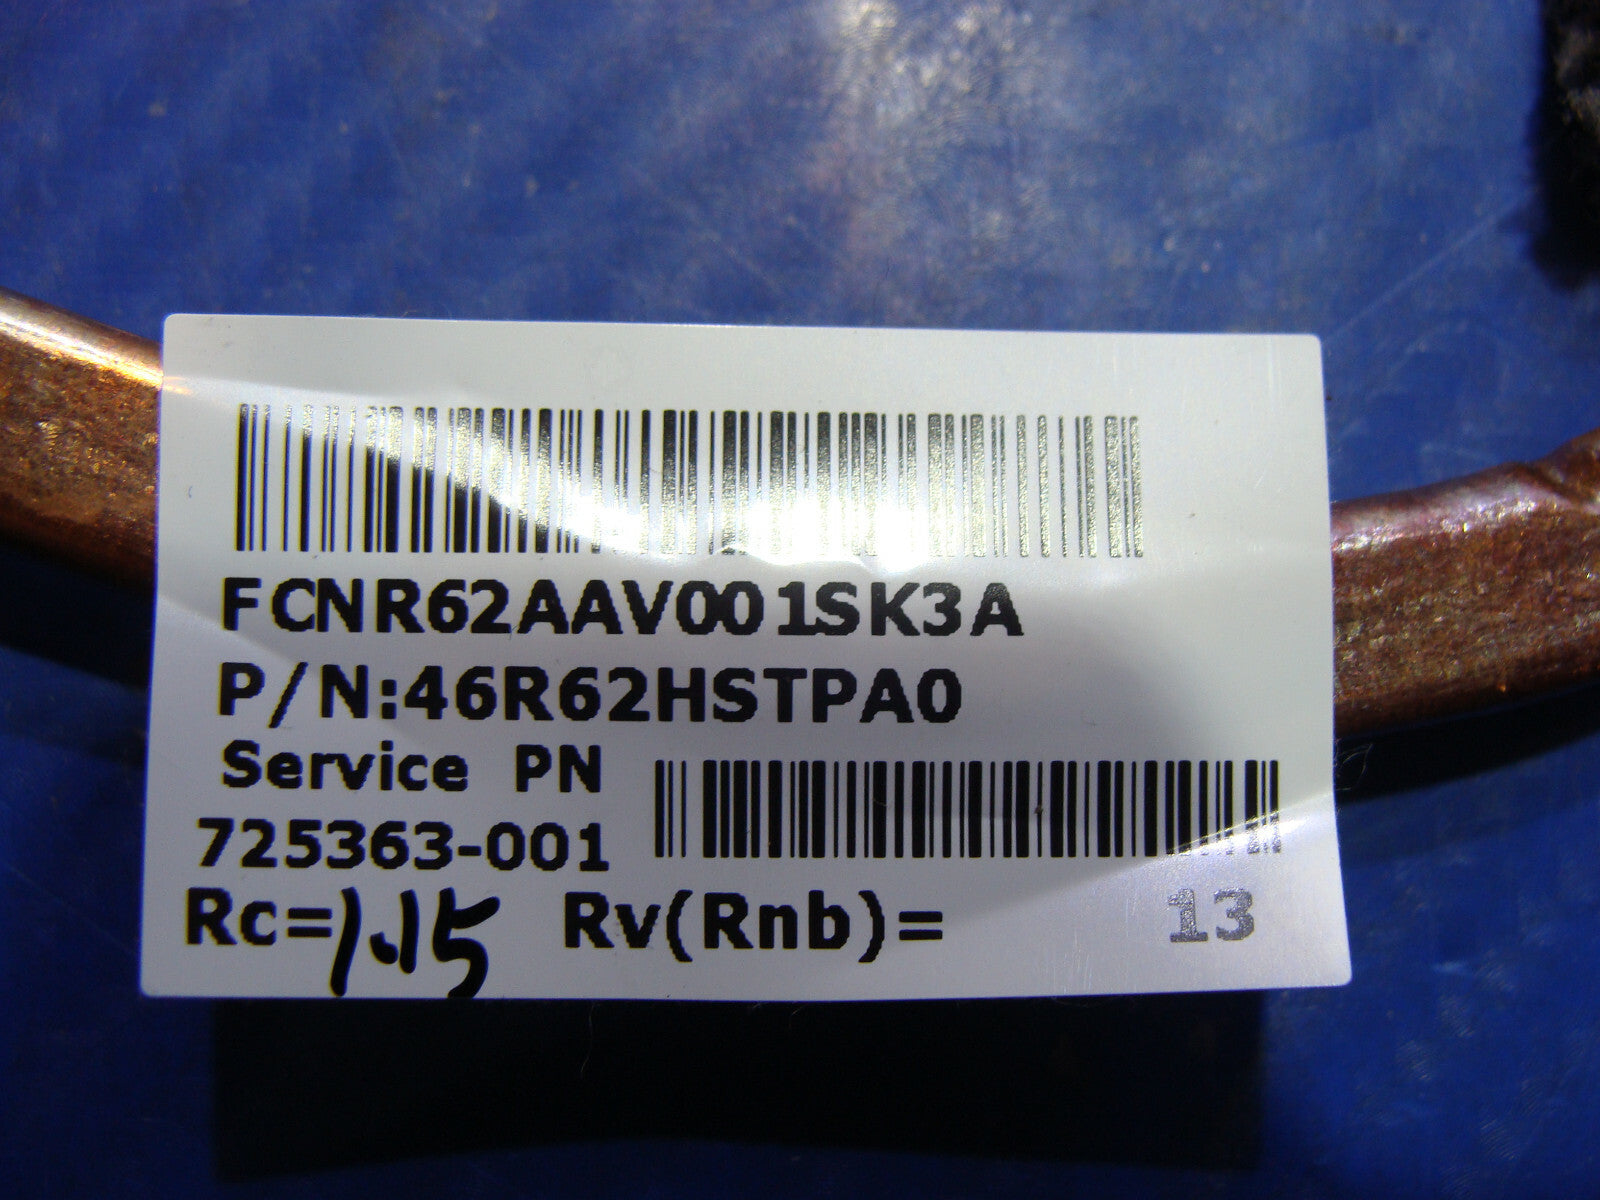 FCNR62AAV001SK3A
P/N:46R62HSTPA0
Service PN
725363-001
Rc=1.15 Rv(Rnb)= 13